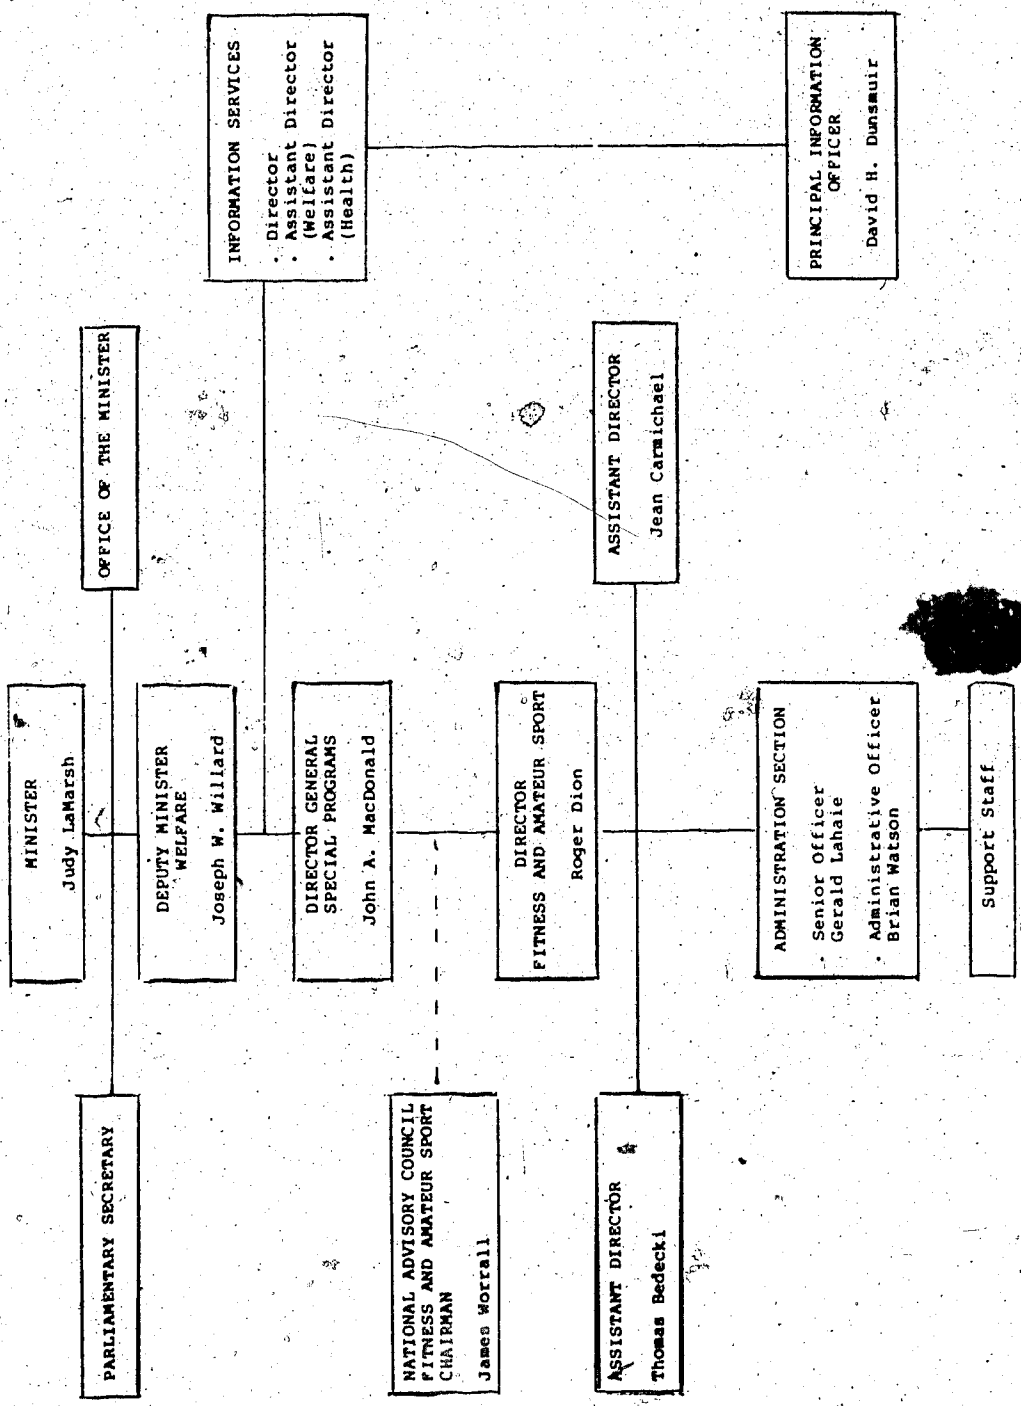 MINISTER
Judy LaMarsh
PARLIAMENTARY SECRETARY
OFFICE OF THE MINISTER
DEPUTY MINISTER
WELFARE
Joseph W. Willard
INFORMATION SERVICES
. Director
. Assistant Director
(Welfare)
. Assistant Director
(Health)
DIRECTOR GENERAL
SPECIAL PROGRAMS
John A. MacDonald
NATIONAL ADVISORY COUNCIL
FITNESS AND AMATEUR SPORT
CHAIRMAN
James Worrall
DIRECTOR
FITNESS AND AMATEUR SPORT
Roger Dion
ASSISTANT DIRECTOR
Thomas Bedecki
ASSISTANT DIRECTOR
Jean Carmichael
ADMINISTRATION SECTION
. Senior Officer
Gerald Lahaie
. Administrative Officer
Brian Watson
PRINCIPAL INFORMATION
OFFICER
David H. Dunsmuir
Support Staff